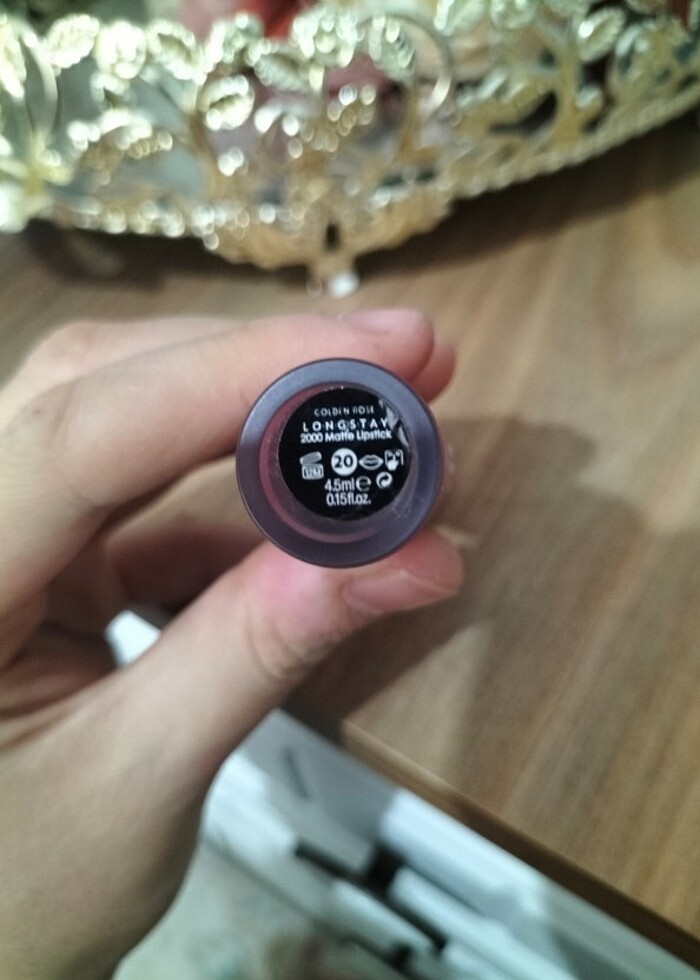 GOLDEN ROSE
LONGSTAY
2000 Matte Lipstick
12M 20
4.5ml e
0.15fl.oz.